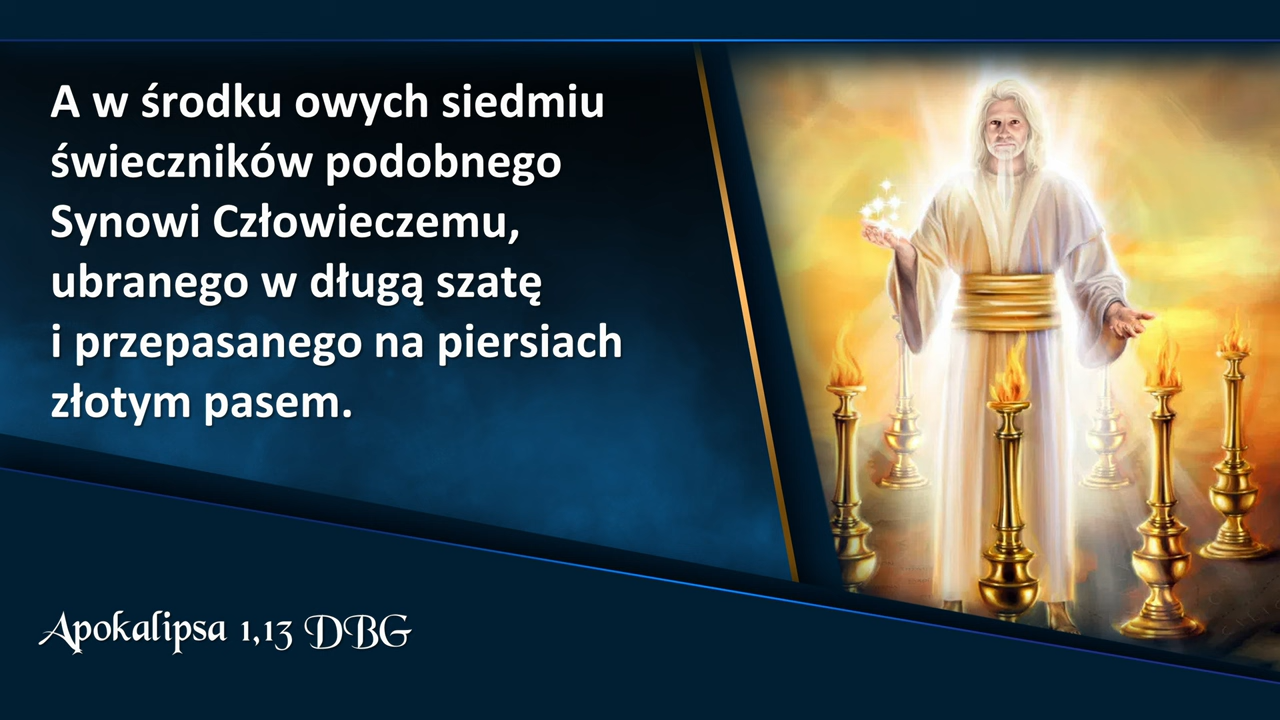 A w środku owych siedmiu
świeczników podobnego
Synowi Człowieczemu,
ubranego w długą szatę
i przepasanego na piersiach
złotym pasem.
Apokalipsa 1,13 DBG